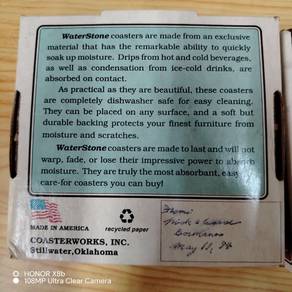 WaterStone coasters are made from an exclusive
material that has the remarkable ability to quickly
soak up moisture. Drips from hot and cold beverages,
as well as condensation from ice-cold drinks, are
absorbed on contact.
As practical as they are beautiful, these coasters
are completely dishwasher safe for easy cleaning.
They can be placed on any surface, and a soft but
durable backing protects your finest furniture from
moisture and scratches.
WaterStone coasters are made to last and will not
warp, fade, or lose their impressive power to absorb
moisture. They are truly the most absorbent, easy
care-for coasters you can buy!
MADE IN AMERICA
recycled paper
COASTERWORKS, INC.
Stillwater, Oklahoma
From:
May
HONOR X8b
108MP Ultra Clear Camera